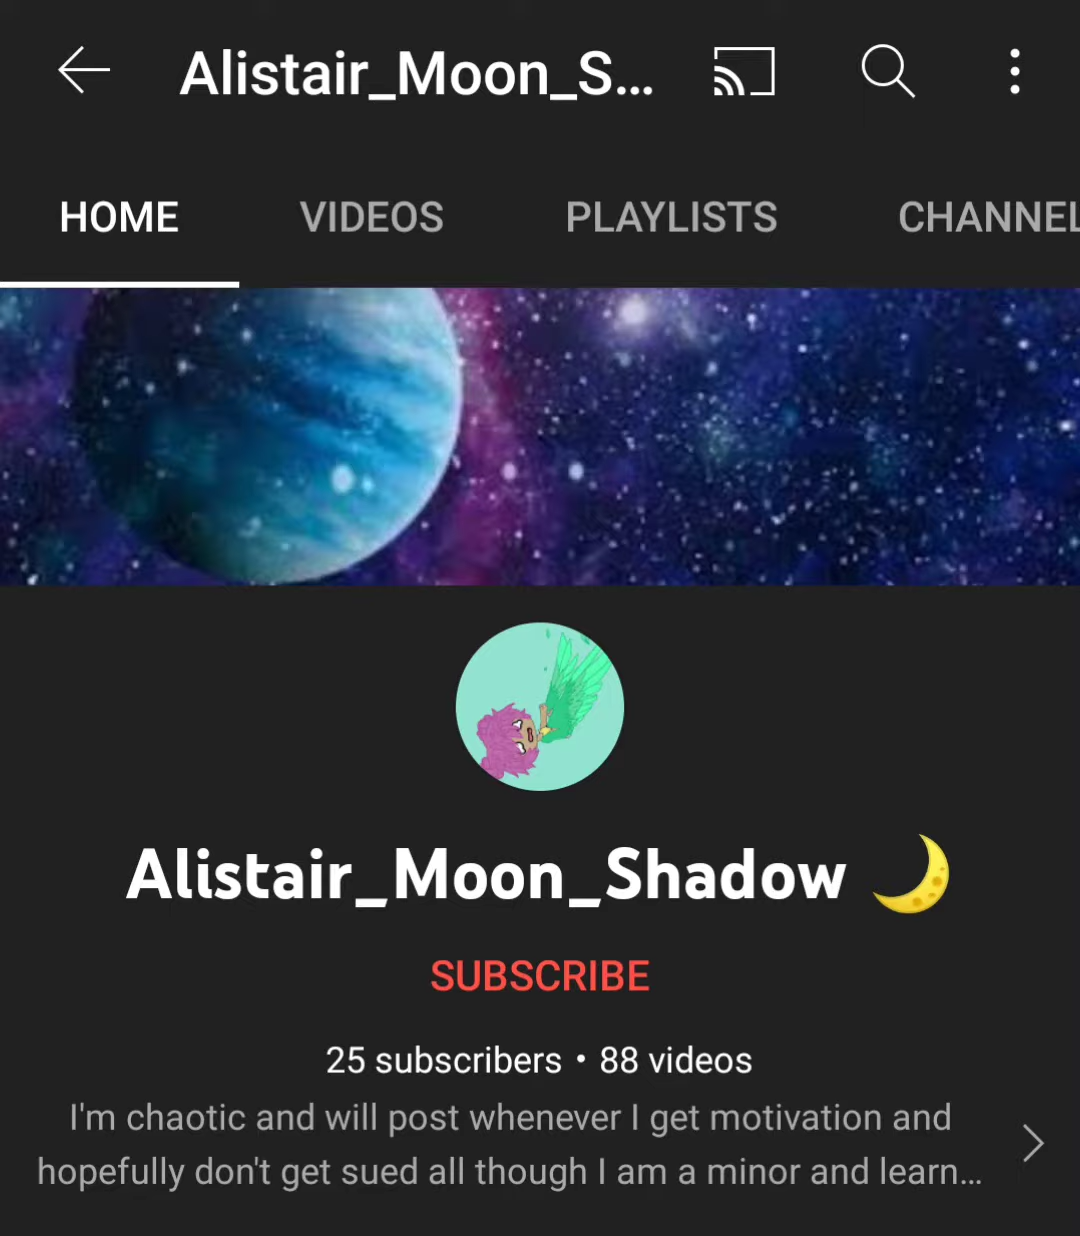 Alistair_Moon_S...
HOME VIDEOS PLAYLISTS CHANNEL
Alistair_Moon_Shadow 🌙
SUBSCRIBE
25 subscribers • 88 videos
I'm chaotic and will post whenever I get motivation and
hopefully don't get sued all though I am a minor and learn...